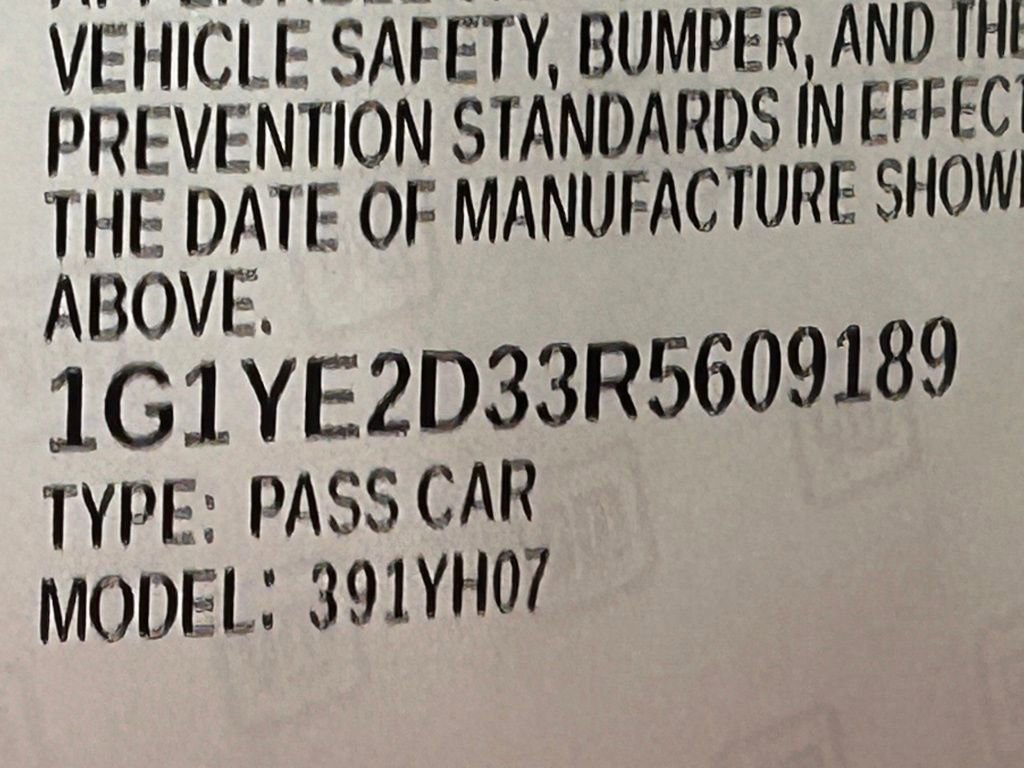 VEHICLE SAFETY, BUMPER, AND THE
PREVENTION STANDARDS IN EFFECT
THE DATE OF MANUFACTURE SHOW
ABOVE.
1G1YE2D33R5609189
TYPE: PASS CAR
MODEL: 391YH07